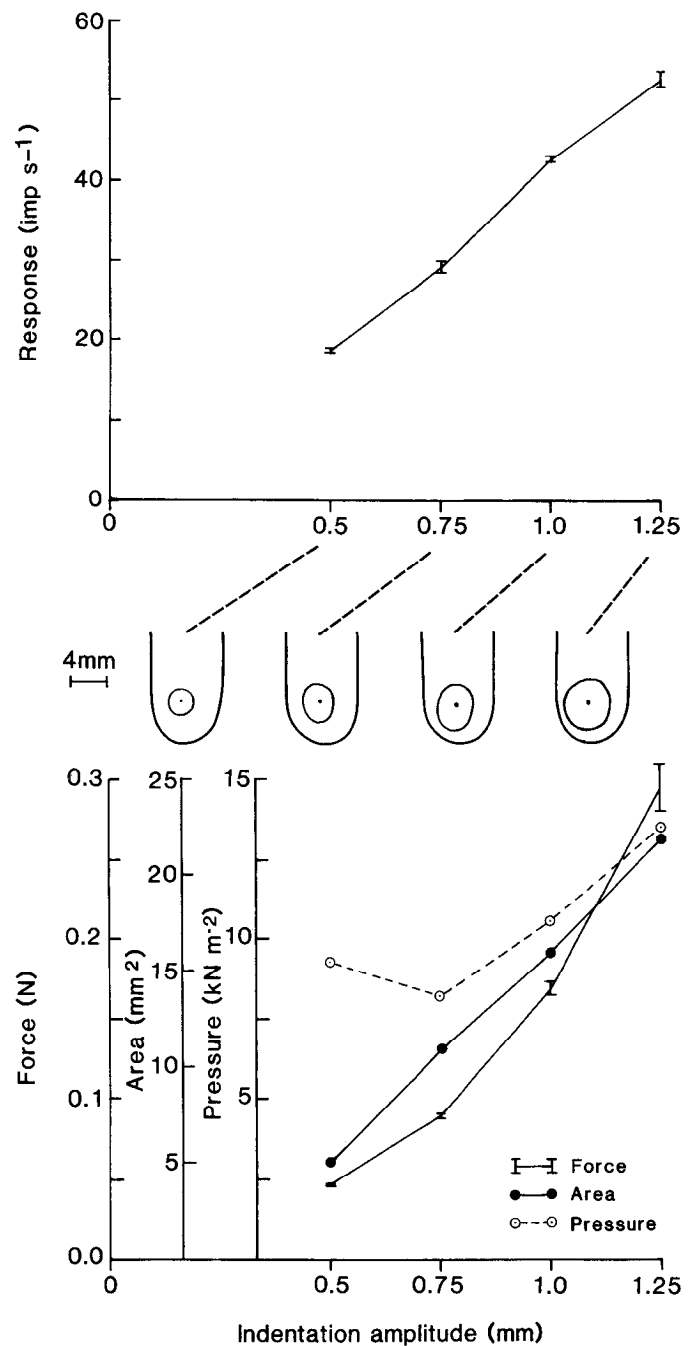 60
40
20
0
Response (imp s⁻¹)
0 0.5 0.75 1.0 1.25
4mm
0.3 25 15
20
0.2 10
15
10
0.1 5
5
0.0
Force (N)
Area (mm²)
Pressure (kN m⁻²)
Force
Area
Pressure
0 0.5 0.75 1.0 1.25
Indentation amplitude (mm)